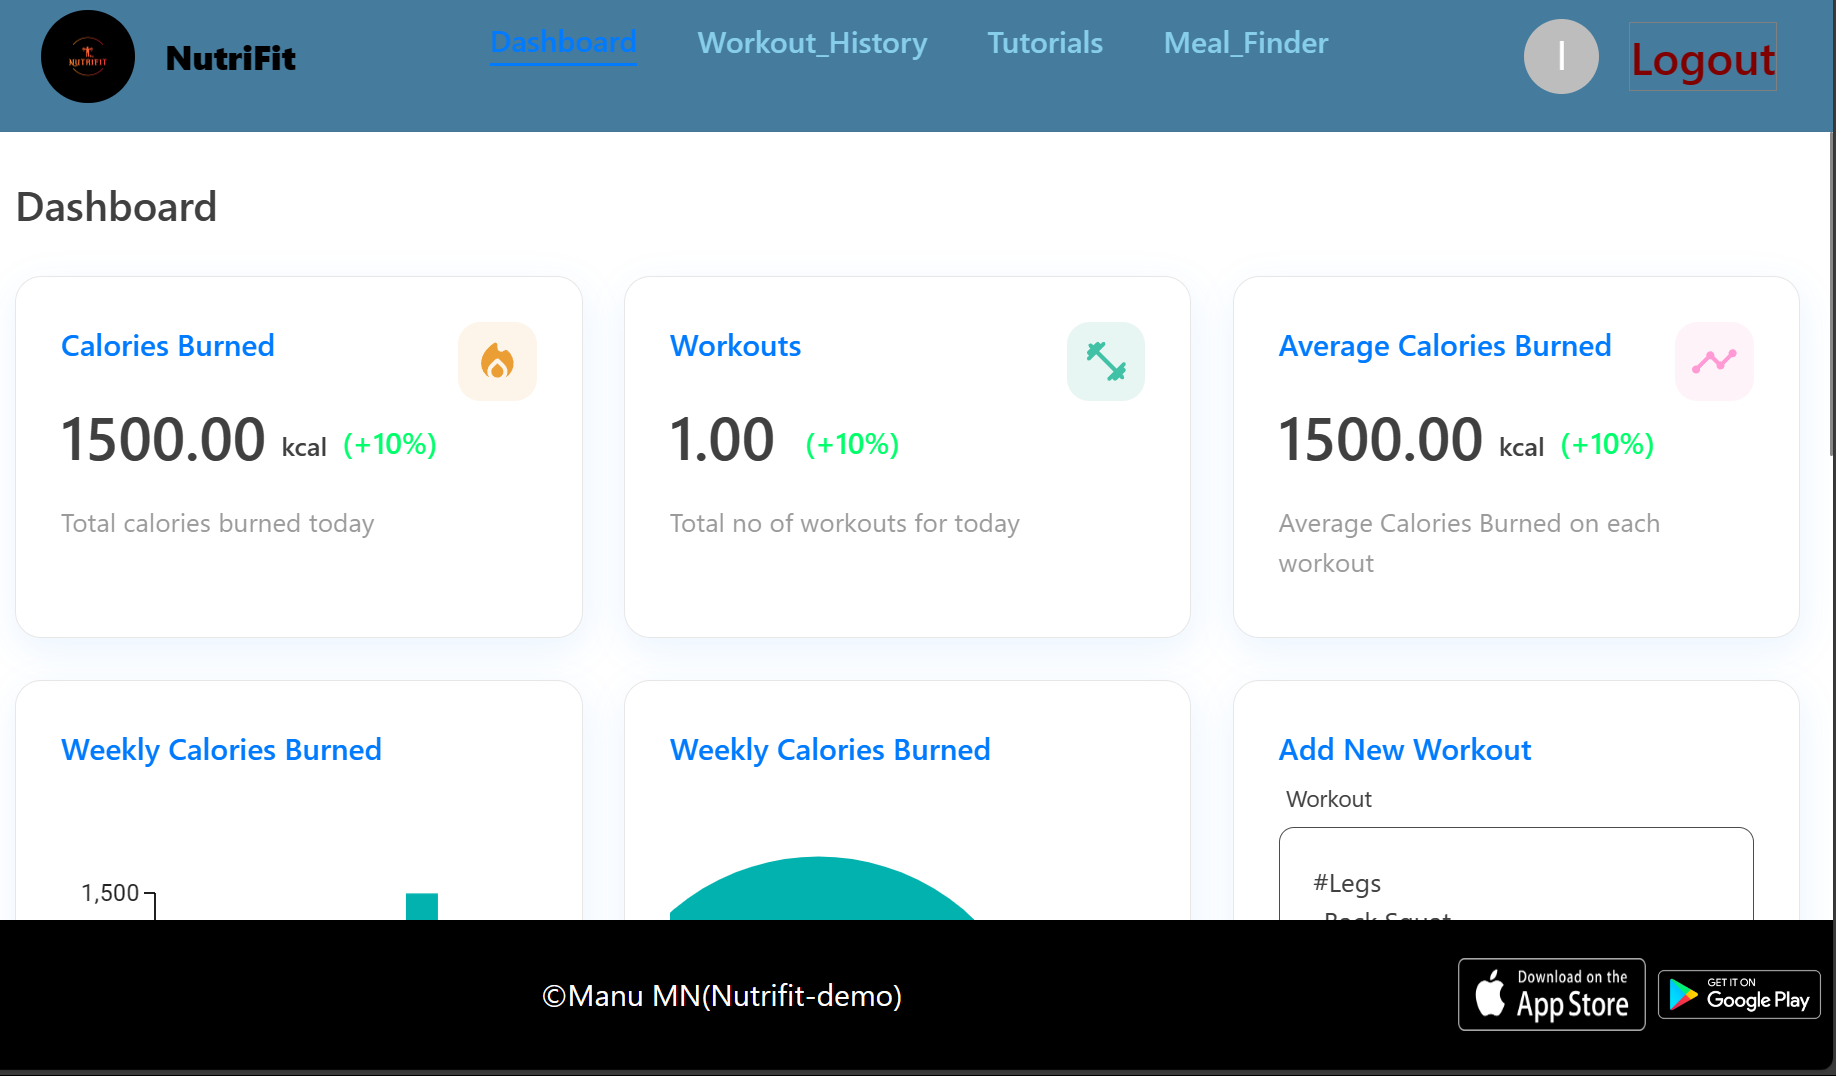 NUTRIFIT
NutriFit
Dashboard
Workout_History
Tutorials
Meal_Finder
I
Logout
Dashboard
Calories Burned
1500.00 kcal (+10%)
Total calories burned today
Workouts
1.00 (+10%)
Total no of workouts for today
Average Calories Burned
1500.00 kcal (+10%)
Average Calories Burned on each
workout
Weekly Calories Burned
1,500
Weekly Calories Burned
Add New Workout
Workout
#Legs
-Back Squat
©Manu MN(Nutrifit-demo)
Download on the
App Store
GET IT ON
Google Play